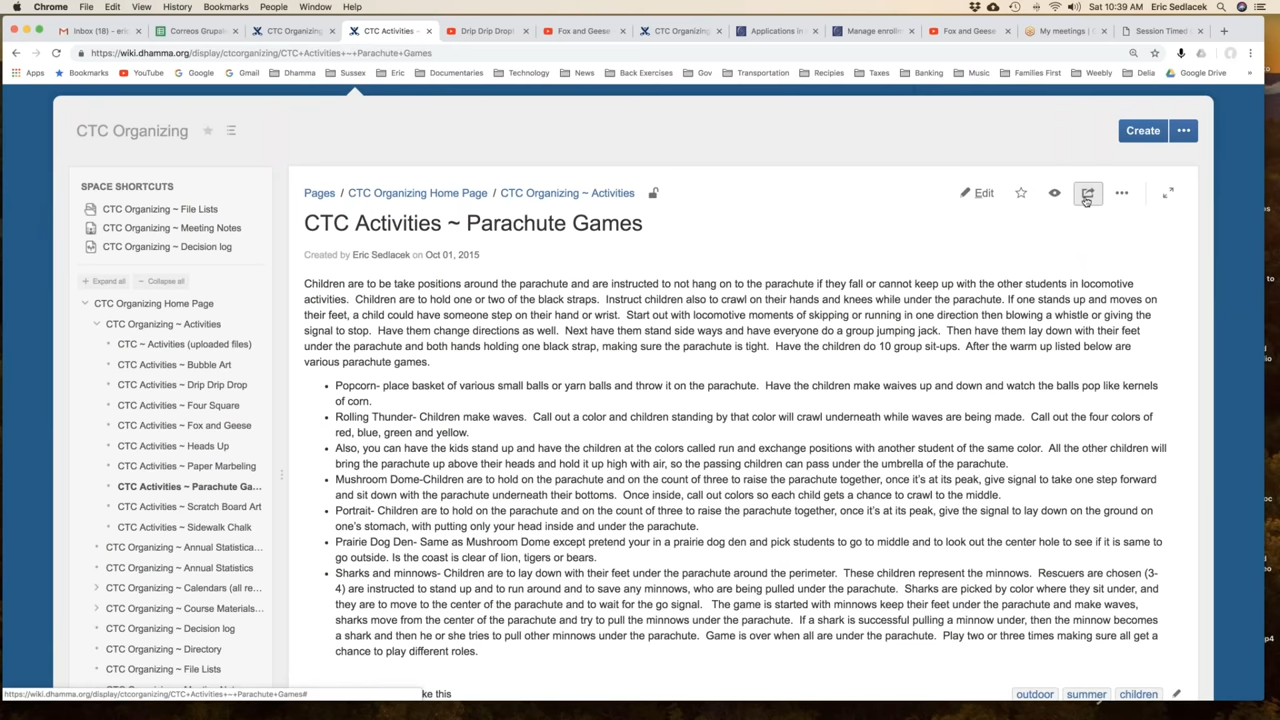 Chrome File Edit View History Bookmarks People Window Help Sat 10:39 AM Eric Sedlacek
Inbox (18) - eri Correos Grupal CTC Organizing CTC Activities ~ Drip Drip Drop! Fox and Geese CTC Organizing Applications in Manage enrollm Fox and Geese My meetings | Session Timed
https://wiki.dhamma.org/display/ctcorganizing/CTC+Activities+~+Parachute+Games
Apps Bookmarks YouTube Google Gmail Dhamma Sussex Eric Documentaries Technology News Back Exercises Gov Transportation Recipies Taxes Banking Music Families First Weebly Delia Google Drive »
CTC Organizing
Create •••
SPACE SHORTCUTS
CTC Organizing ~ File Lists
CTC Organizing ~ Meeting Notes
CTC Organizing ~ Decision log
Expand all Collapse all
CTC Organizing Home Page
CTC Organizing ~ Activities
CTC ~ Activities (uploaded files)
CTC Activities ~ Bubble Art
CTC Activities ~ Drip Drip Drop
CTC Activities ~ Four Square
CTC Activities ~ Fox and Geese
CTC Activities ~ Heads Up
CTC Activities ~ Paper Marbeling
CTC Activities ~ Parachute Ga...
CTC Activities ~ Scratch Board Art
CTC Activities ~ Sidewalk Chalk
CTC Organizing ~ Annual Statistica...
CTC Organizing ~ Annual Statistics
CTC Organizing ~ Calendars (all re...
CTC Organizing ~ Course Materials...
CTC Organizing ~ Decision log
CTC Organizing ~ Directory
CTC Organizing ~ File Lists
Pages / CTC Organizing Home Page / CTC Organizing ~ Activities
Edit
CTC Activities ~ Parachute Games
Created by Eric Sedlacek on Oct 01, 2015
Children are to be take positions around the parachute and are instructed to not hang on to the parachute if they fall or cannot keep up with the other students in locomotive
activities. Children are to hold one or two of the black straps. Instruct children also to crawl on their hands and knees while under the parachute. If one stands up and moves on
their feet, a child could have someone step on their hand or wrist. Start out with locomotive moments of skipping or running in one direction then blowing a whistle or giving the
signal to stop. Have them change directions as well. Next have them stand side ways and have everyone do a group jumping jack. Then have them lay down with their feet
under the parachute and both hands holding one black strap, making sure the parachute is tight. Have the children do 10 group sit-ups. After the warm up listed below are
various parachute games.
• Popcorn- place basket of various small balls or yarn balls and throw it on the parachute. Have the children make waives up and down and watch the balls pop like kernels
of corn.
• Rolling Thunder- Children make waves. Call out a color and children standing by that color will crawl underneath while waves are being made. Call out the four colors of
red, blue, green and yellow.
• Also, you can have the kids stand up and have the children at the colors called run and exchange positions with another student of the same color. All the other children will
bring the parachute up above their heads and hold it up high with air, so the passing children can pass under the umbrella of the parachute.
• Mushroom Dome-Children are to hold on the parachute and on the count of three to raise the parachute together, once it's at its peak, give signal to take one step forward
and sit down with the parachute underneath their bottoms. Once inside, call out colors so each child gets a chance to crawl to the middle.
• Portrait- Children are to hold on the parachute and on the count of three to raise the parachute together, once it's at its peak, give the signal to lay down on the ground on
one's stomach, with putting only your head inside and under the parachute.
• Prairie Dog Den- Same as Mushroom Dome except pretend your in a prairie dog den and pick students to go to middle and to look out the center hole to see if it is same to
go outside. Is the coast is clear of lion, tigers or bears.
• Sharks and minnows- Children are to lay down with their feet under the parachute around the perimeter. These children represent the minnows. Rescuers are chosen (3-
4) are instructed to stand up and to run around and to save any minnows, who are being pulled under the parachute. Sharks are picked by color where they sit under, and
they are to move to the center of the parachute and to wait for the go signal. The game is started with minnows keep their feet under the parachute and make waves,
sharks move from the center of the parachute and try to pull the minnows under the parachute. If a shark is successful pulling a minnow under, then the minnow becomes
a shark and then he or she tries to pull other minnows under the parachute. Game is over when all are under the parachute. Play two or three times making sure all get a
chance to play different roles.
https://wiki.dhamma.org/display/ctcorganizing/CTC+Activities+~+Parachute+Games# ke this outdoor summer children